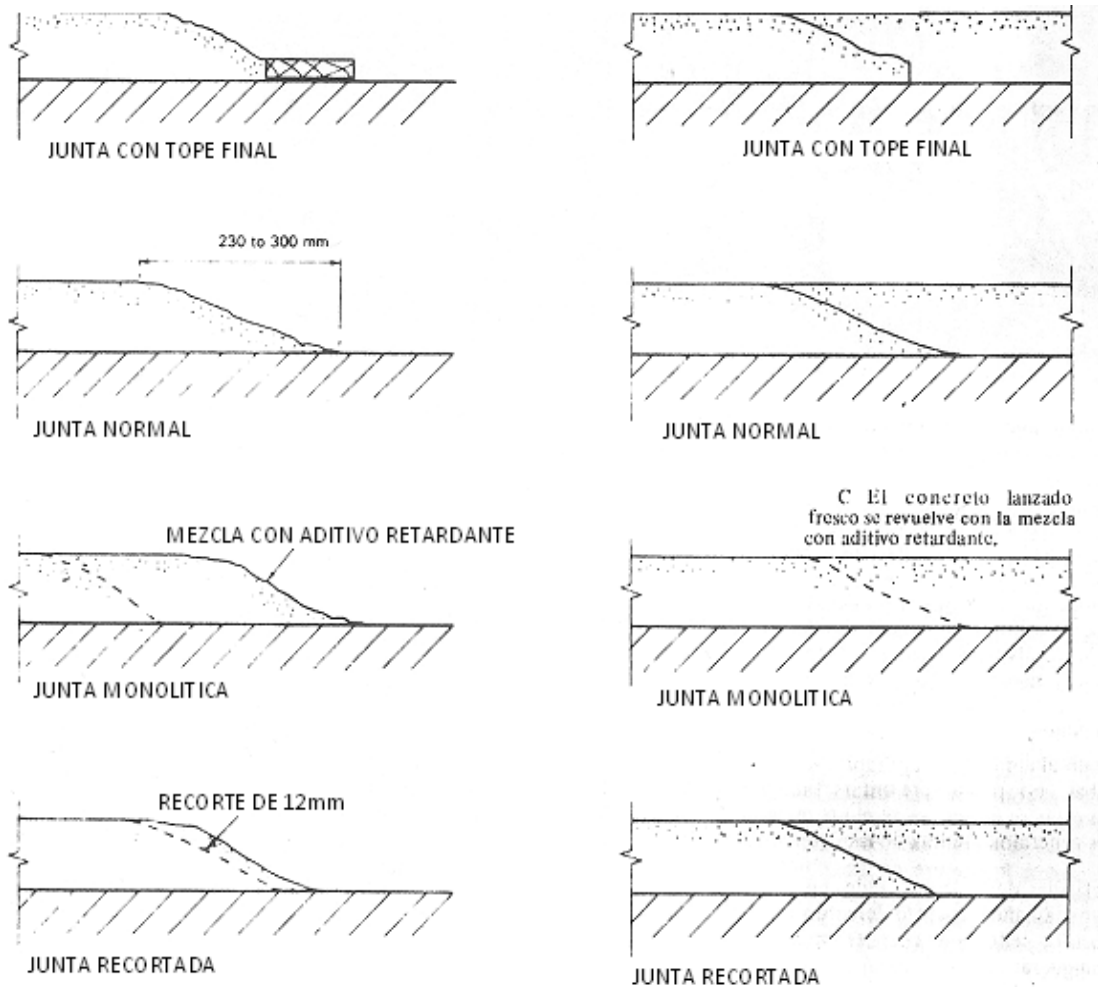 JUNTA CON TOPE FINAL
JUNTA CON TOPE FINAL
230 to 300 mm
JUNTA NORMAL
JUNTA NORMAL
MEZCLA CON ADITIVO RETARDANTE
C El concreto lanzado
fresco se revuelve con la mezcla
con aditivo retardante.
JUNTA MONOLITICA
JUNTA MONOLITICA
RECORTE DE 12mm
JUNTA RECORTADA
JUNTA RECORTADA